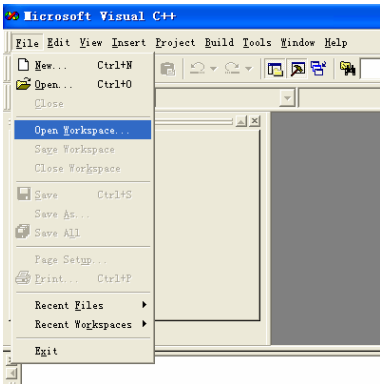 Microsoft Visual C++
File Edit View Insert Project Build Tools Window Help
New... Ctrl+N
Open... Ctrl+O
Close
Open Workspace...
Save Workspace
Close Workspace
Save Ctrl+S
Save As...
Save All
Page Setup...
Print... Ctrl+P
Recent Files
Recent Workspaces
Exit